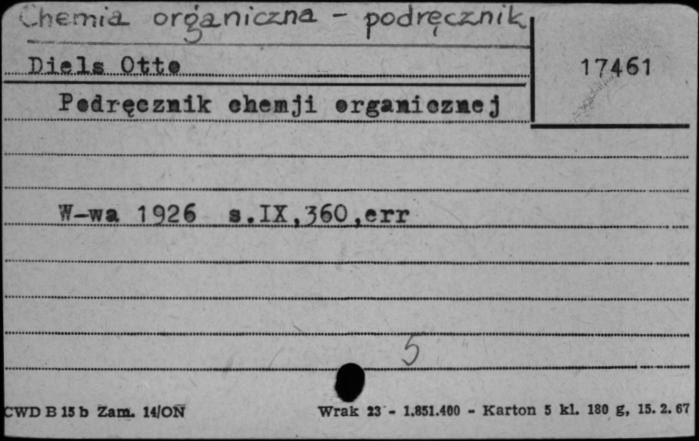 Chemia organiczna - podręcznik
Diels Otto
17461
Podręcznik chemji organicznej
W-wa 1926 s.IX,360,err
5
CWD B 15 b Zam. 14/ON
Wrak 23 - 1.851.400 - Karton 5 kl. 180 g, 15. 2. 67